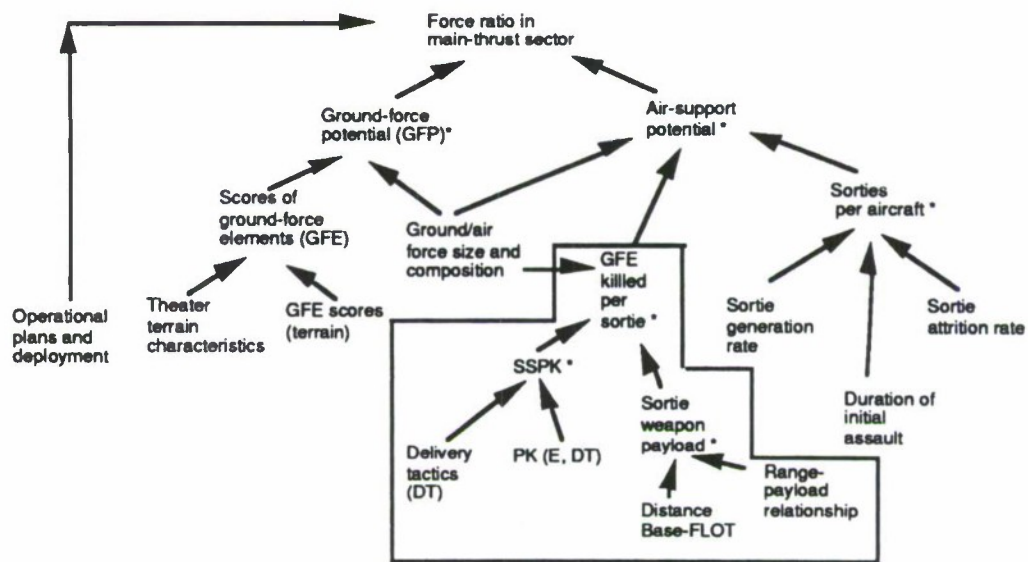 Force ratio in
main-thrust sector
Ground-force
potential (GFP)*
Air-support
potential *
Scores of
ground-force
elements (GFE)
Ground/air
force size and
composition
Sorties
per aircraft *
GFE
killed
per
sortie *
Operational
plans and
deployment
Theater
terrain
characteristics
GFE scores
(terrain)
Sortie
generation
rate
Sortie
attrition rate
SSPK *
Sortie
weapon
payload *
Duration of
initial
assault
Delivery
tactics
(DT)
PK (E, DT)
Range-
payload
relationship
Distance
Base-FLOT